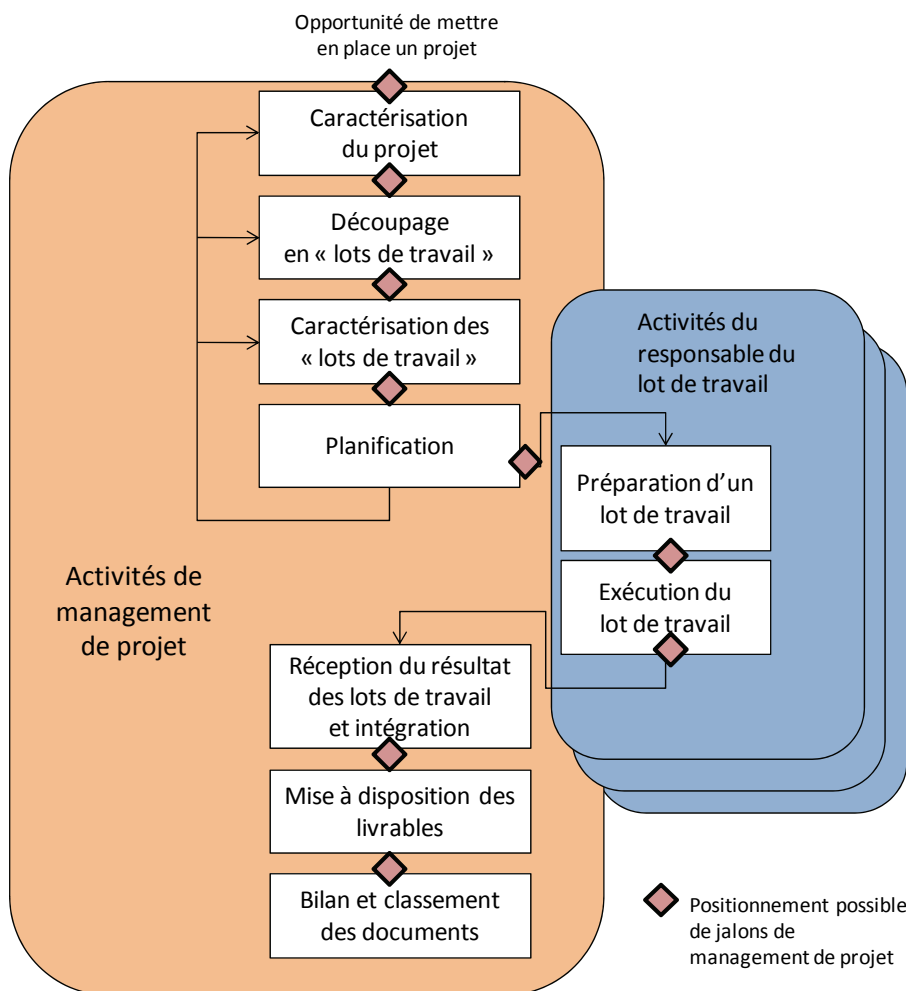 Opportunité de mettre
en place un projet
Caractérisation
du projet
Découpage
en « lots de travail »
Caractérisation des
« lots de travail »
Planification
Activités du
responsable du
lot de travail
Préparation d’un
lot de travail
Exécution du
lot de travail
Activités de
management
de projet
Réception du résultat
des lots de travail
et intégration
Mise à disposition des
livrables
Bilan et classement
des documents
Positionnement possible
de jalons de
management de projet